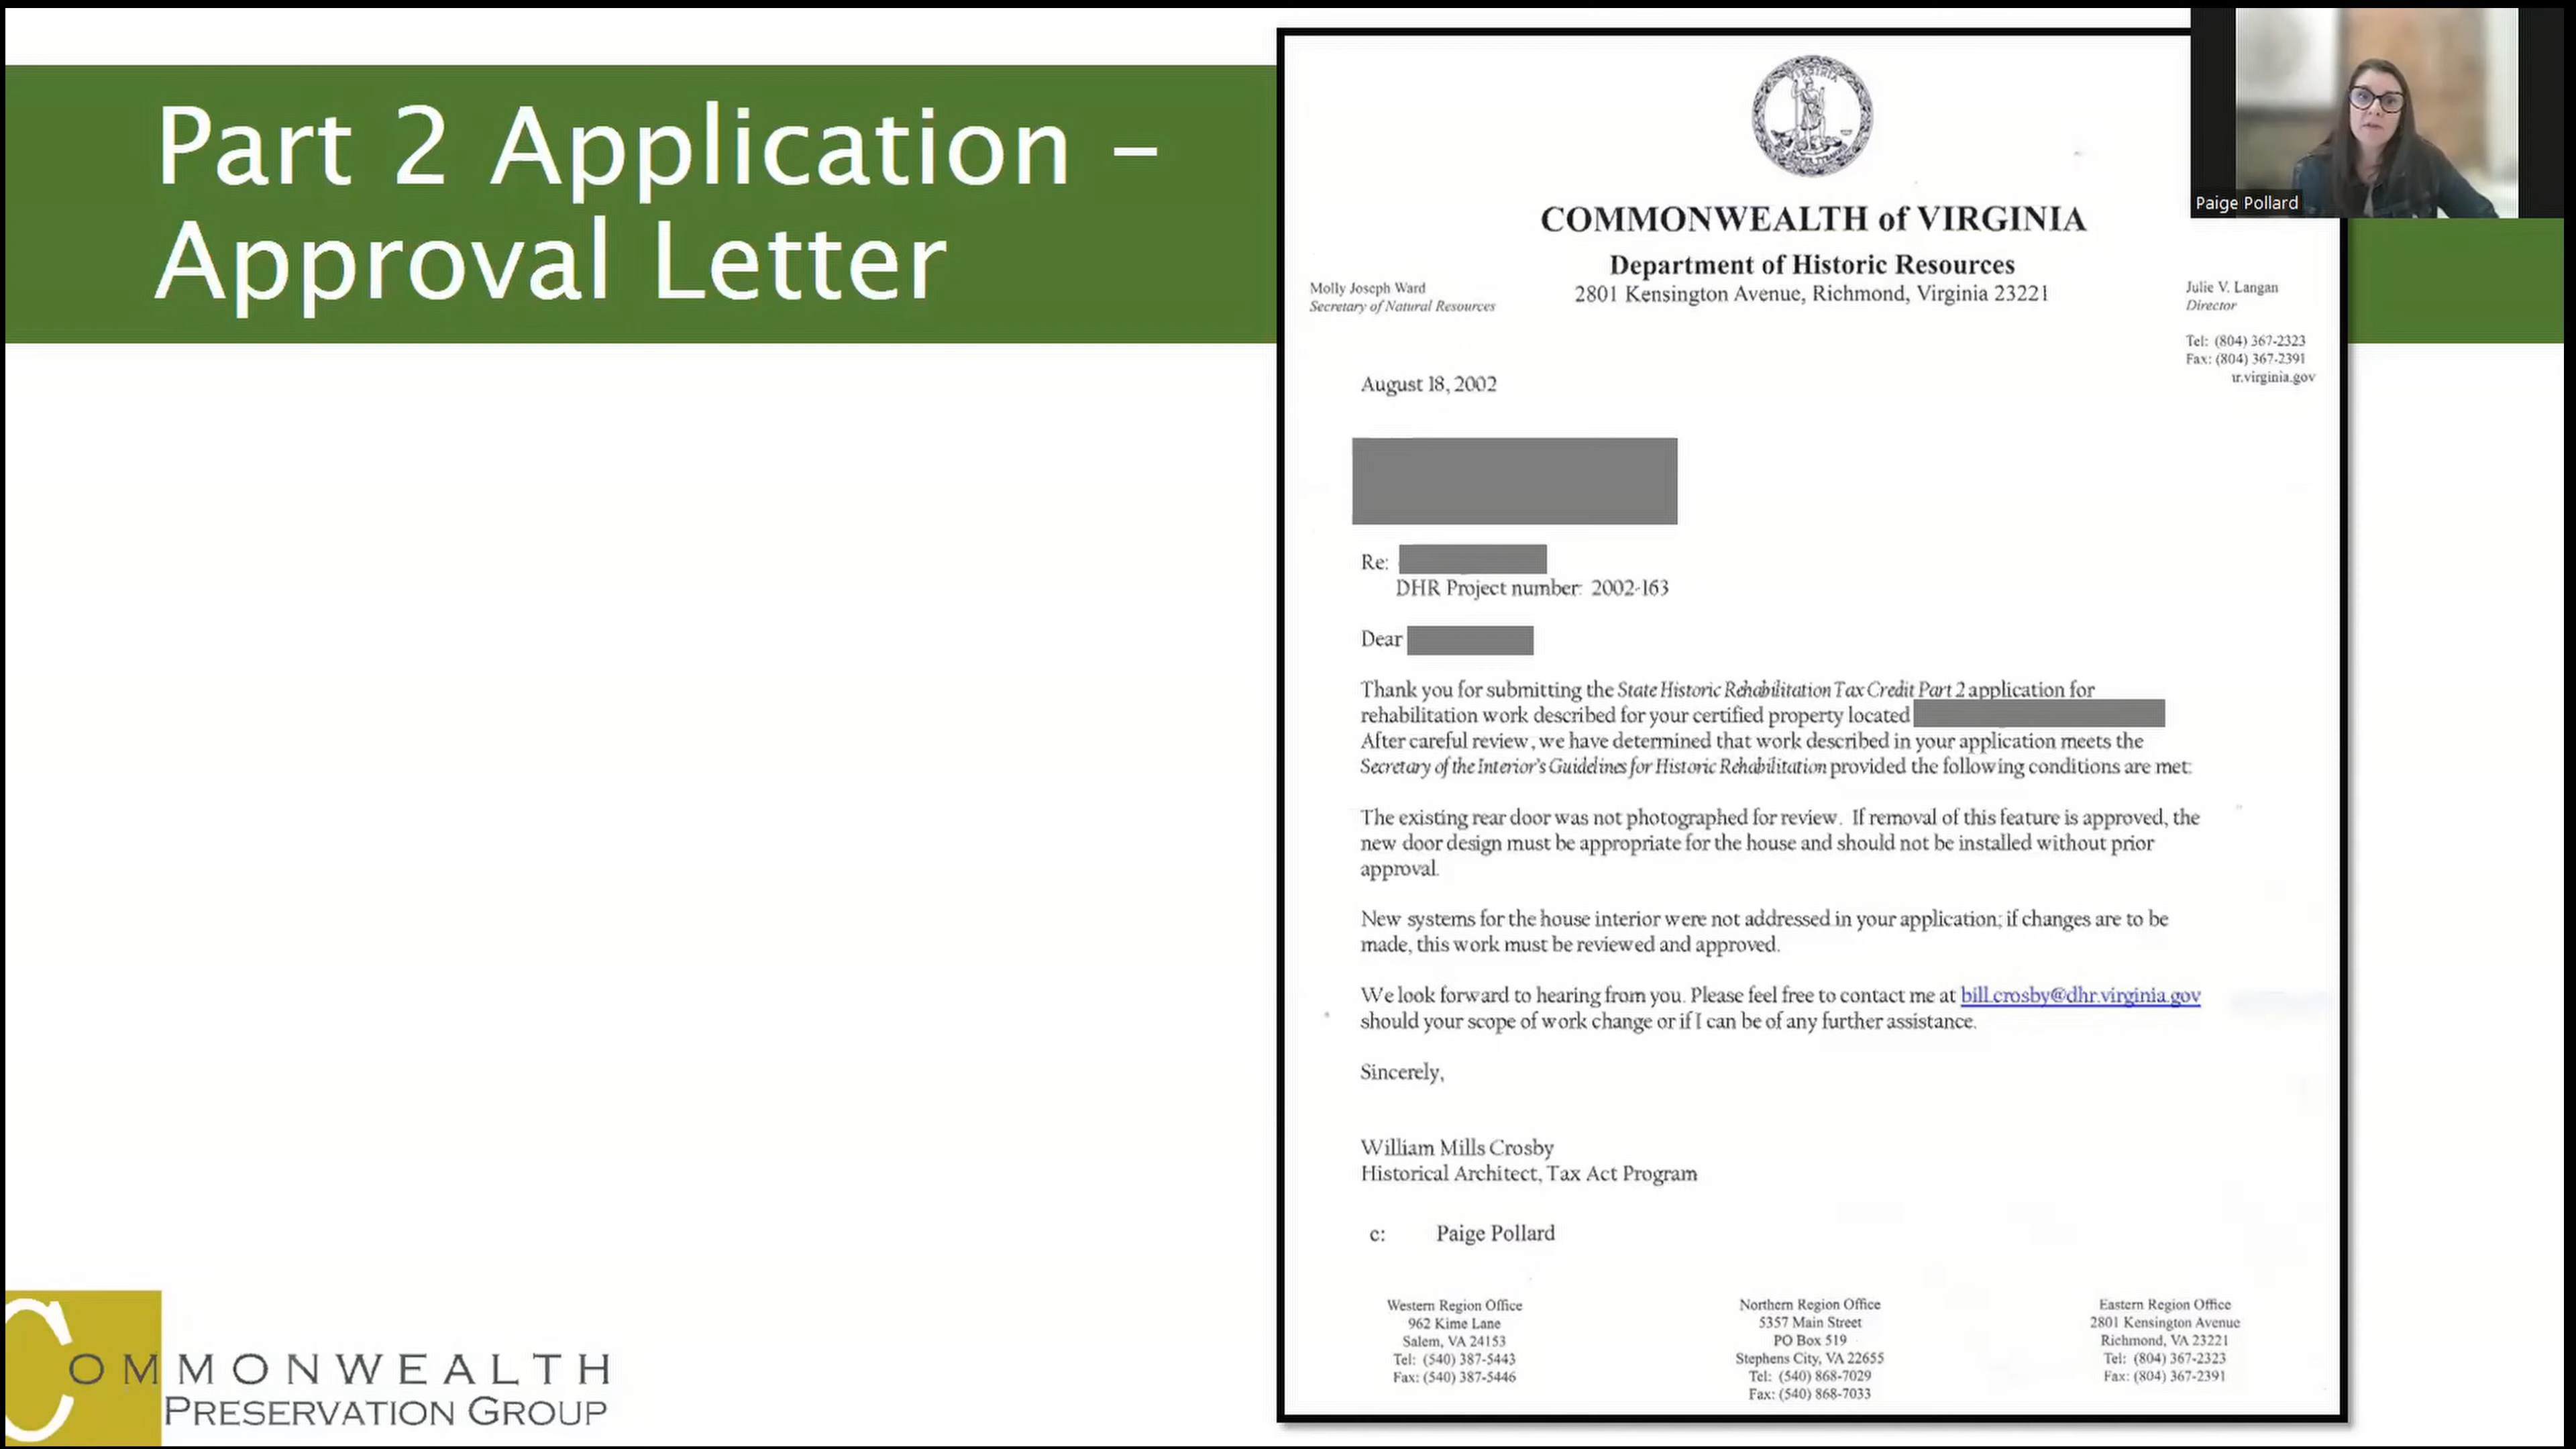 Part 2 Application –
Approval Letter
Paige Pollard
VIRGINIA
COMMONWEALTH of VIRGINIA
Department of Historic Resources
2801 Kensington Avenue, Richmond, Virginia 23221
Molly Joseph Ward
Secretary of Natural Resources
Julie V. Langan
Director
Tel: (804) 367-2323
Fax: (804) 367-2391
r.virginia.gov
August 18, 2002
Re:
DHR Project number: 2002-163
Dear
Thank you for submitting the State Historic Rehabilitation Tax Credit Part 2 application for
rehabilitation work described for your certified property located
After careful review, we have determined that work described in your application meets the
Secretary of the Interior's Guidelines for Historic Rehabilitation provided the following conditions are met:
The existing rear door was not photographed for review. If removal of this feature is approved, the
new door design must be appropriate for the house and should not be installed without prior
approval.
New systems for the house interior were not addressed in your application; if changes are to be
made, this work must be reviewed and approved.
We look forward to hearing from you. Please feel free to contact me at bill.crosby@dhr.virginia.gov
should your scope of work change or if I can be of any further assistance.
Sincerely,
William Mills Crosby
Historical Architect, Tax Act Program
c: Paige Pollard
Western Region Office
962 Kime Lane
Salem, VA 24153
Tel: (540) 387-5443
Fax: (540) 387-5446
Northern Region Office
5357 Main Street
PO Box 519
Stephens City, VA 22655
Tel: (540) 868-7029
Fax: (540) 868-7033
Eastern Region Office
2801 Kensington Avenue
Richmond, VA 23221
Tel: (804) 367-2323
Fax: (804) 367-2391
COMMONWEALTH
PRESERVATION GROUP